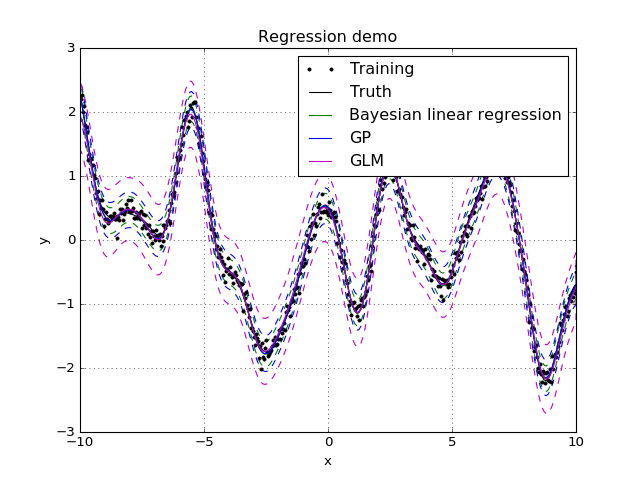 Regression demo
Training
Truth
Bayesian linear regression
GP
GLM
3
2
1
0
−1
−2
−3
y
−10
−5
0
5
10
x